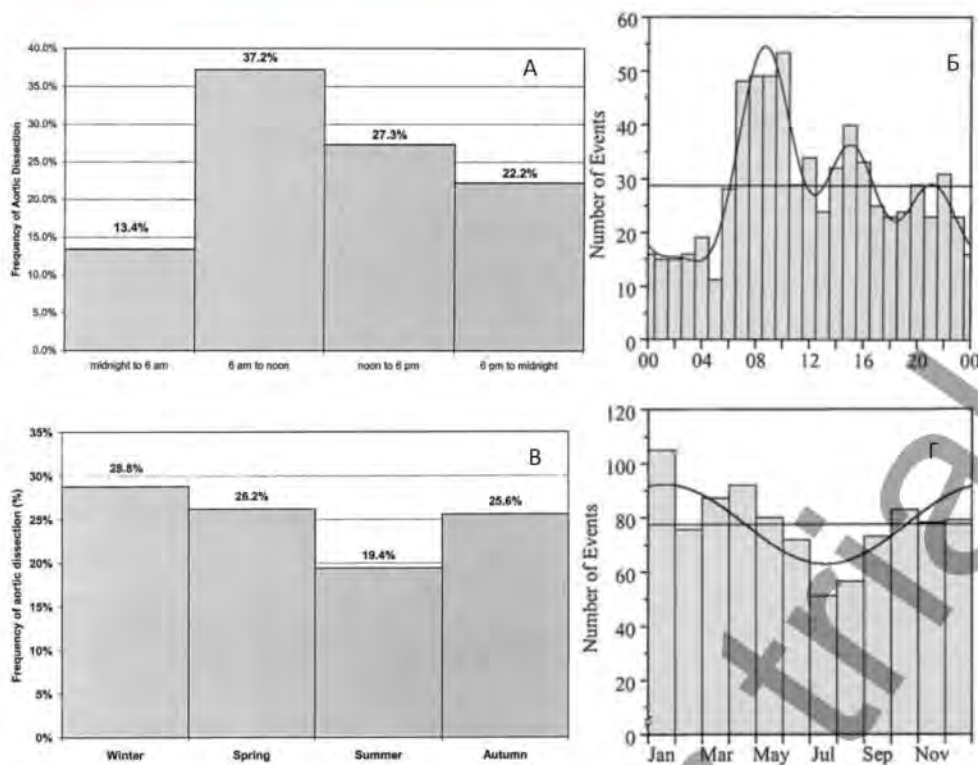 А
Frequency of Aortic Dissection
40.0%
35.0%
30.0%
25.0%
20.0%
15.0%
10.0%
5.0%
0.0%
13.4%
37.2%
27.3%
22.2%
midnight to 6 am
6 am to noon
noon to 6 pm
6 pm to midnight
Б
Number of Events
60
50
40
30
20
10
0
00
04
08
12
16
20
00
В
Frequency of aortic dissection (%)
35%
30%
25%
20%
15%
10%
5%
0%
28.8%
26.2%
19.4%
25.6%
Winter
Spring
Summer
Autumn
Г
Number of Events
120
100
80
60
40
20
0
Jan
Mar
May
Jul
Sep
Nov